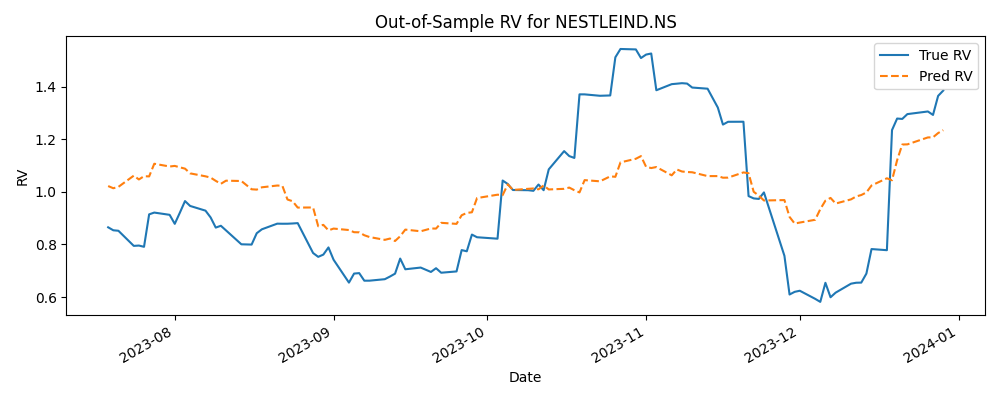 Out-of-Sample RV for NESTLEIND.NS
True RV
Pred RV
RV
1.4
1.2
1.0
0.8
0.6
2023-08
2023-09
2023-10
2023-11
2023-12
2024-01
Date